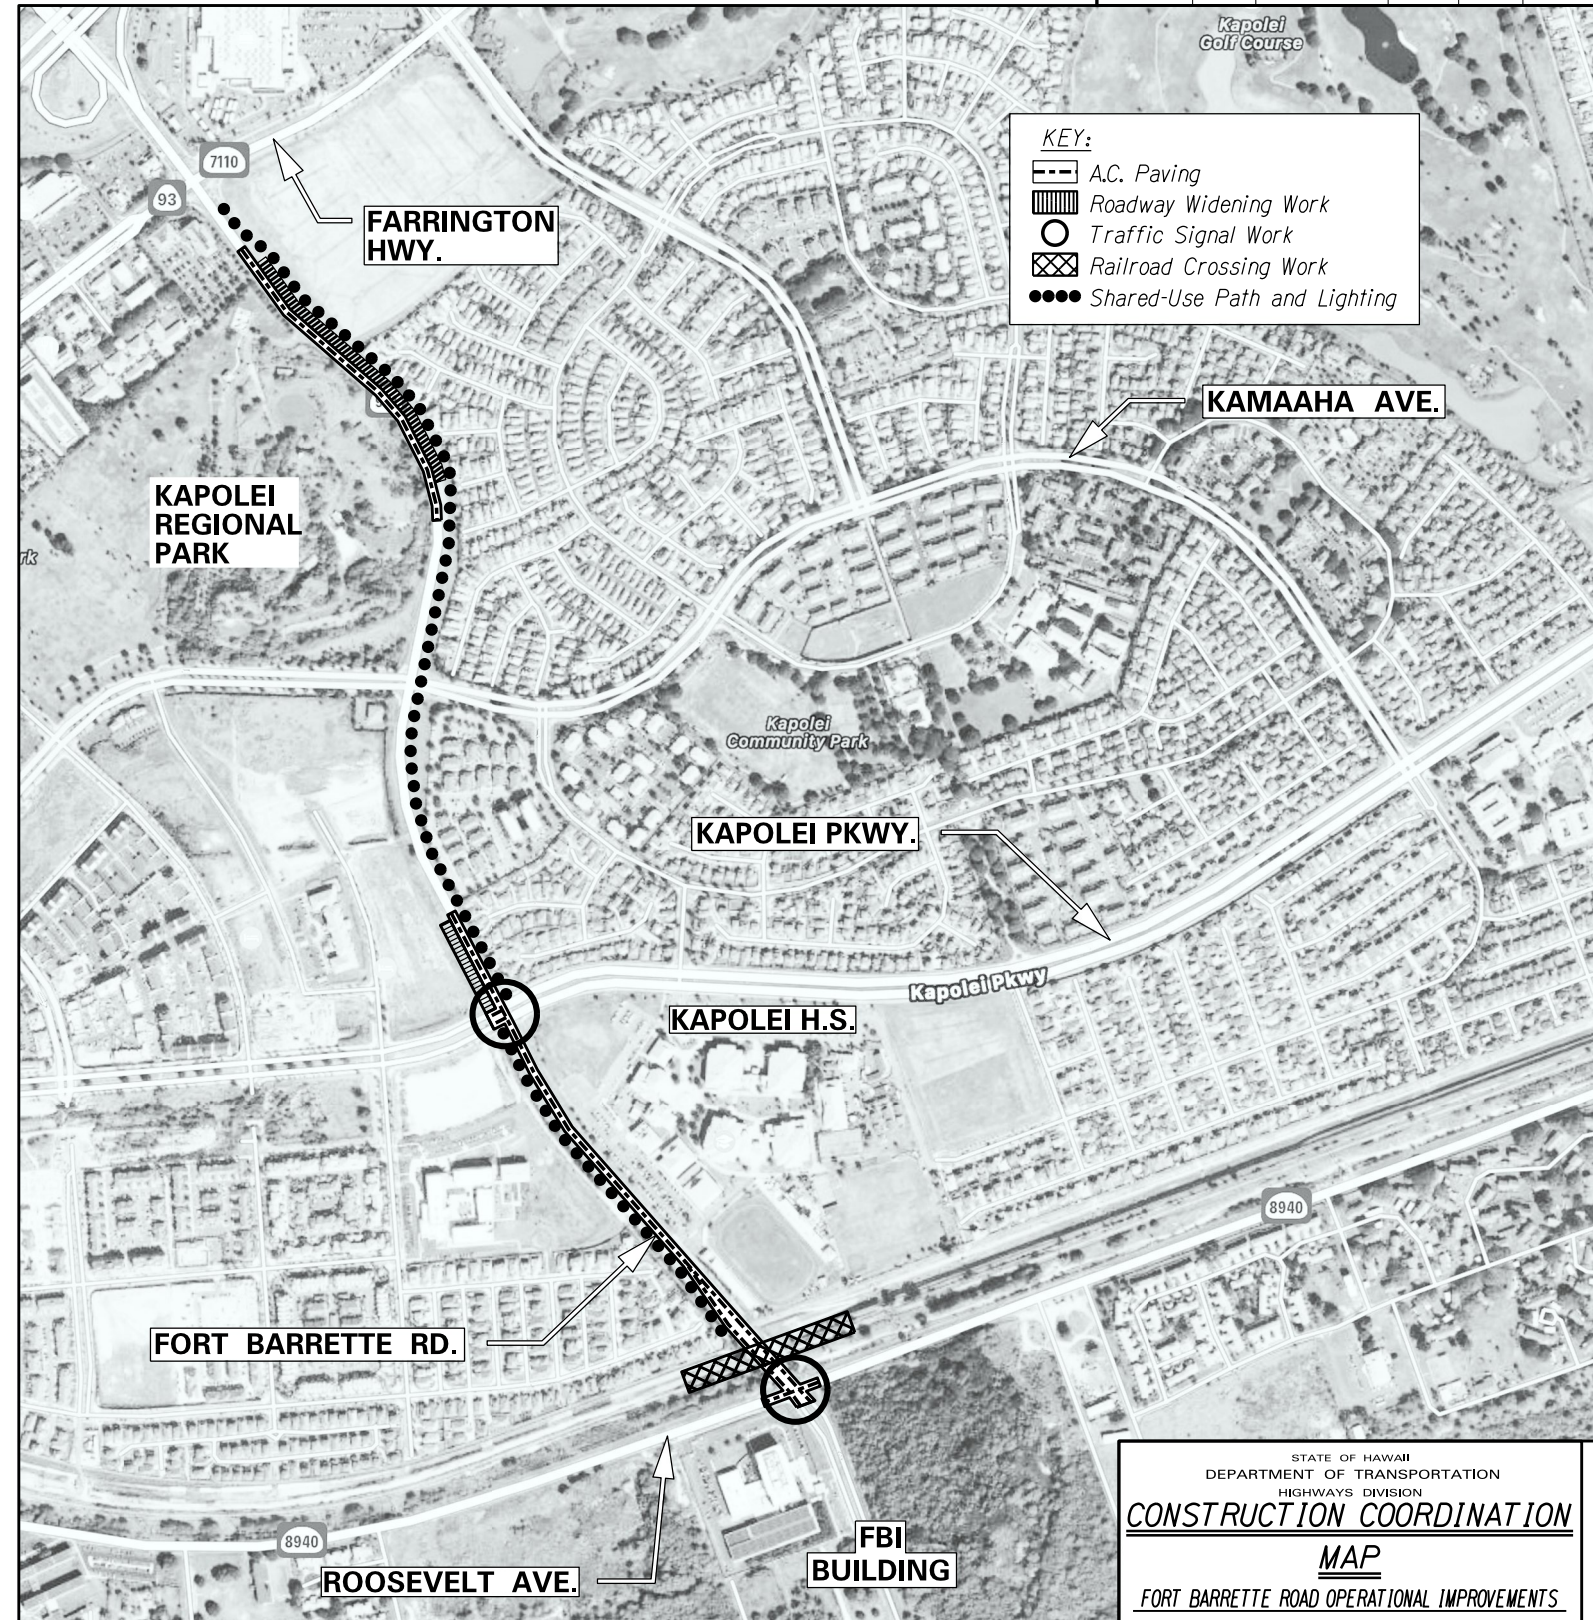 Kapolei
Golf Course
KEY:
A.C. Paving
Roadway Widening Work
Traffic Signal Work
Railroad Crossing Work
Shared-Use Path and Lighting
7110
93
FARRINGTON
HWY.
KAMAAHA AVE.
KAPOLEI
REGIONAL
PARK
rk
Kapolei
Community Park
KAPOLEI PKWY.
Kapolei Pkwy
KAPOLEI H.S.
8940
FORT BARRETTE RD.
8940
ROOSEVELT AVE.
FBI
BUILDING
STATE OF HAWAII
DEPARTMENT OF TRANSPORTATION
HIGHWAYS DIVISION
CONSTRUCTION COORDINATION
MAP
FORT BARRETTE ROAD OPERATIONAL IMPROVEMENTS